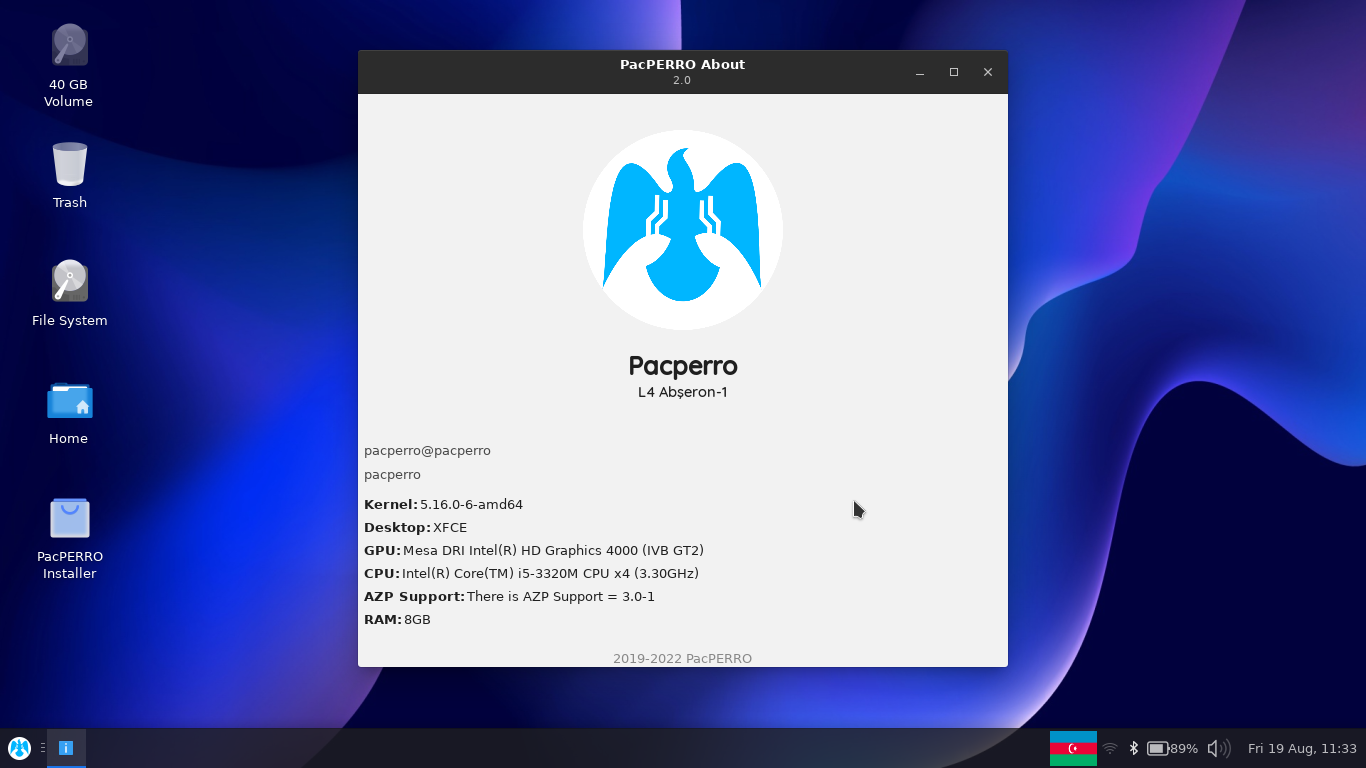 40 GB
Volume
Trash
File System
Home
PacPERRO
Installer
PacPERRO About
2.0
Pacperro
L4 Abşeron-1
pacperro@pacperro
pacperro
Kernel: 5.16.0-6-amd64
Desktop: XFCE
GPU: Mesa DRI Intel(R) HD Graphics 4000 (IVB GT2)
CPU: Intel(R) Core(TM) i5-3320M CPU x4 (3.30GHz)
AZP Support: There is AZP Support = 3.0-1
RAM: 8GB
2019-2022 PacPERRO
89%
Fri 19 Aug, 11:33